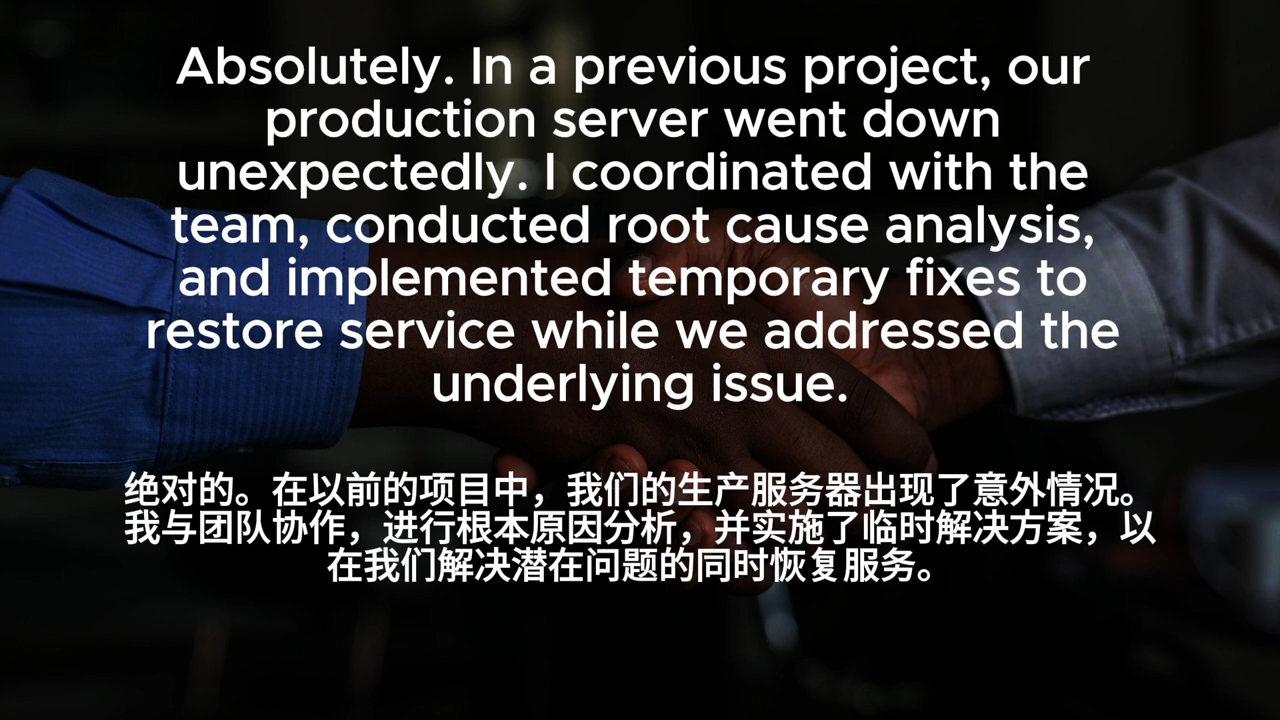 Absolutely. In a previous project, our
production server went down
unexpectedly. I coordinated with the
team, conducted root cause analysis,
and implemented temporary fixes to
restore service while we addressed the
underlying issue.
绝对的。在以前的项目中，我们的生产服务器出现了意外情况。
我与团队协作，进行根本原因分析，并实施了临时解决方案，以
在我们解决潜在问题的同时恢复服务。